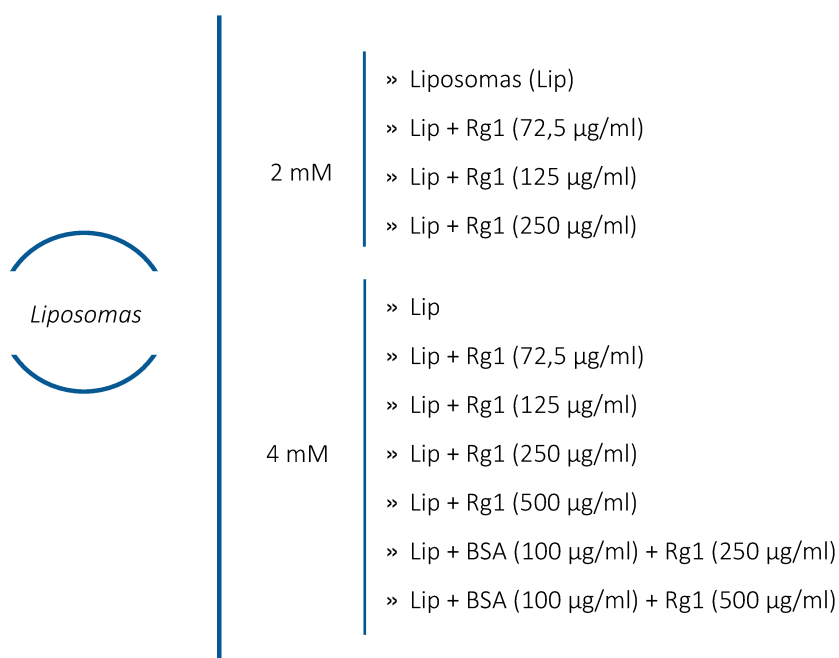 Liposomas
2 mM
» Liposomas (Lip)
» Lip + Rg1 (72,5 µg/ml)
» Lip + Rg1 (125 µg/ml)
» Lip + Rg1 (250 µg/ml)
4 mM
» Lip
» Lip + Rg1 (72,5 µg/ml)
» Lip + Rg1 (125 µg/ml)
» Lip + Rg1 (250 µg/ml)
» Lip + Rg1 (500 µg/ml)
» Lip + BSA (100 µg/ml) + Rg1 (250 µg/ml)
» Lip + BSA (100 µg/ml) + Rg1 (500 µg/ml)